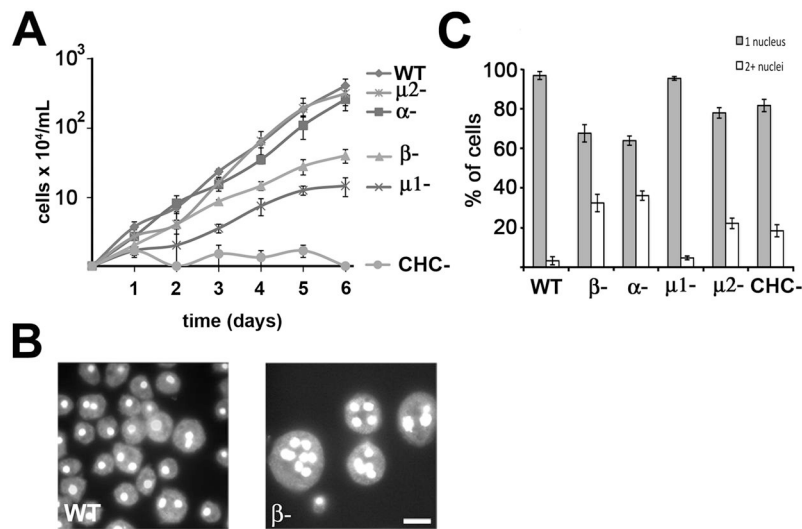 A
cells x 10⁴/mL
10³
10²
10
WT
μ2-
α-
β-
μ1-
CHC-
1 2 3 4 5 6
time (days)
B
WT
β-
C
1 nucleus
2+ nuclei
% of cells
100
80
60
40
20
WT β- α- μ1- μ2- CHC-